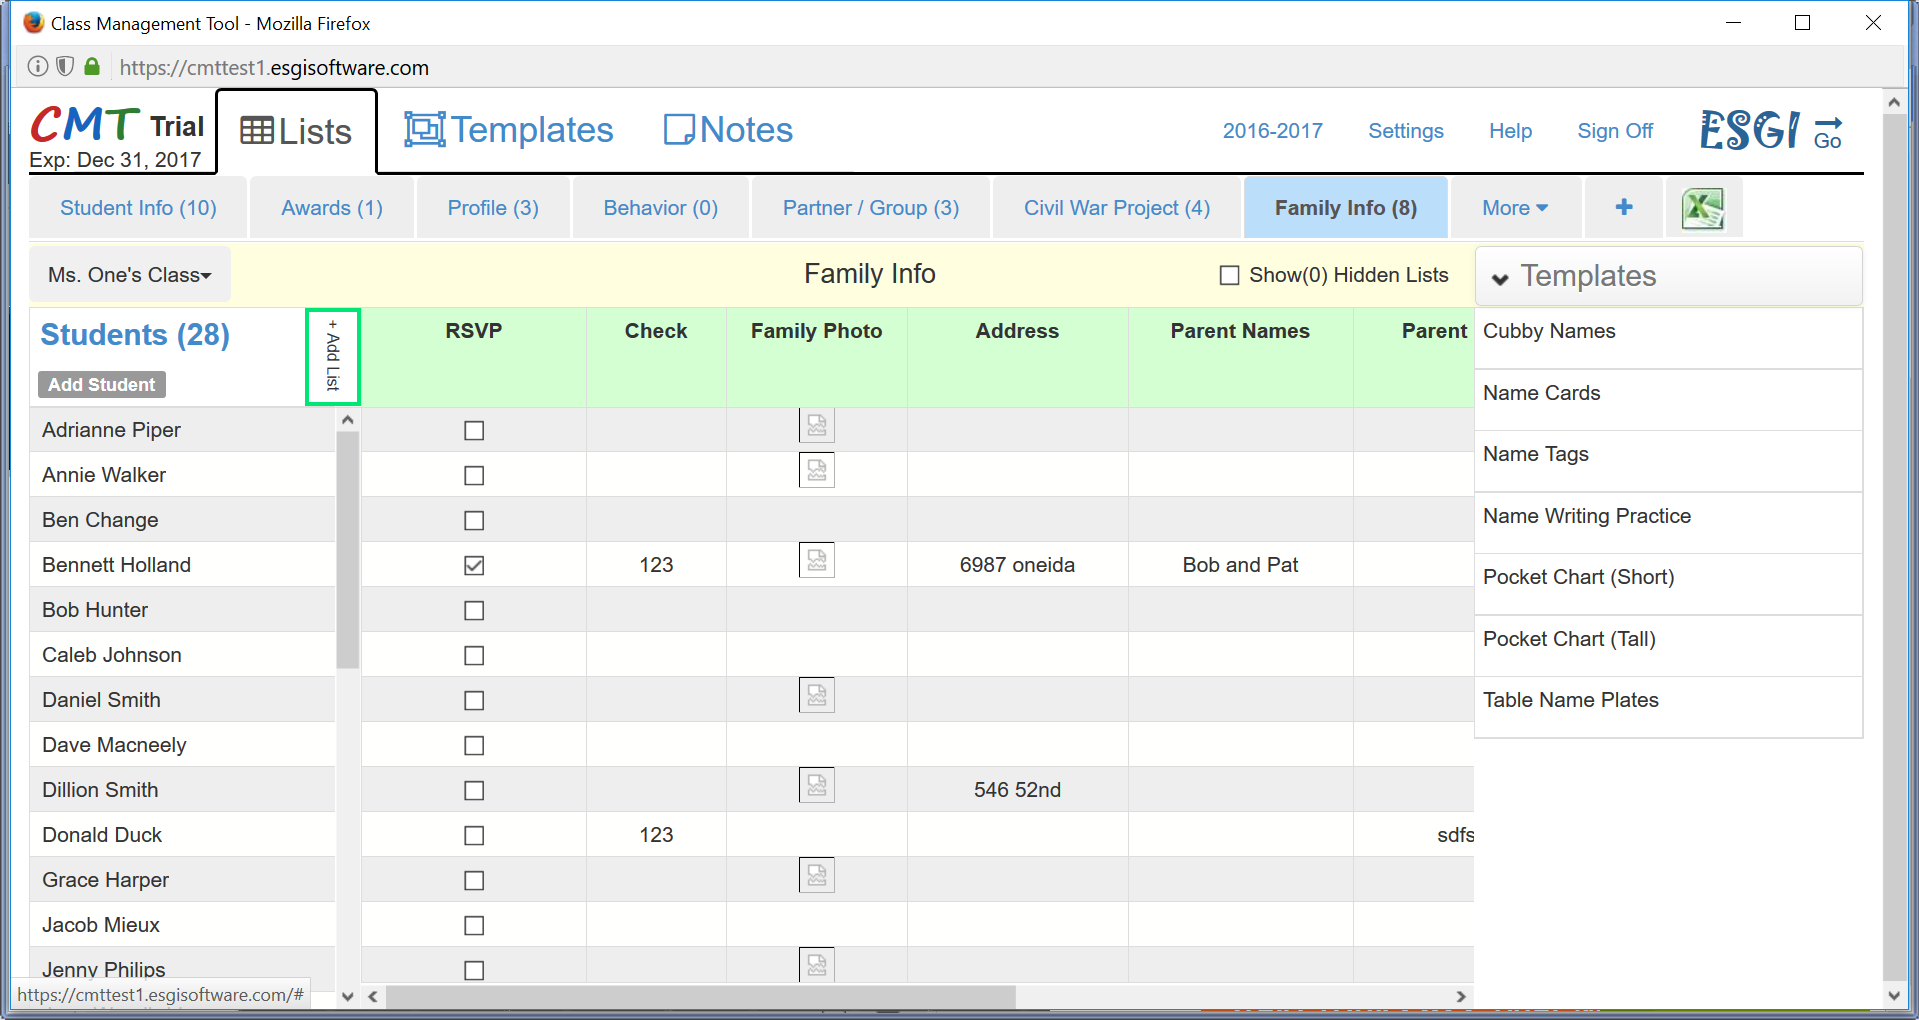 Class Management Tool - Mozilla Firefox
https://cmttest1.esgisoftware.com
CMT Trial
Exp: Dec 31, 2017
Lists
Templates
Notes
2016-2017
Settings
Help
Sign Off
ESGI
Go
Student Info (10)
Awards (1)
Profile (3)
Behavior (0)
Partner / Group (3)
Civil War Project (4)
Family Info (8)
More
+
Ms. One's Class
Family Info
Show(0) Hidden Lists
Templates
Students (28)
Add Student
+ Add List
RSVP Check Family Photo Address Parent Names Parent
Adrianne Piper
Annie Walker
Ben Change
Bennett Holland 123 6987 oneida Bob and Pat
Bob Hunter
Caleb Johnson
Daniel Smith
Dave Macneely
Dillion Smith 546 52nd
Donald Duck 123 sdfs
Grace Harper
Jacob Mieux
Jenny Philips
Cubby Names
Name Cards
Name Tags
Name Writing Practice
Pocket Chart (Short)
Pocket Chart (Tall)
Table Name Plates
https://cmttest1.esgisoftware.com/#